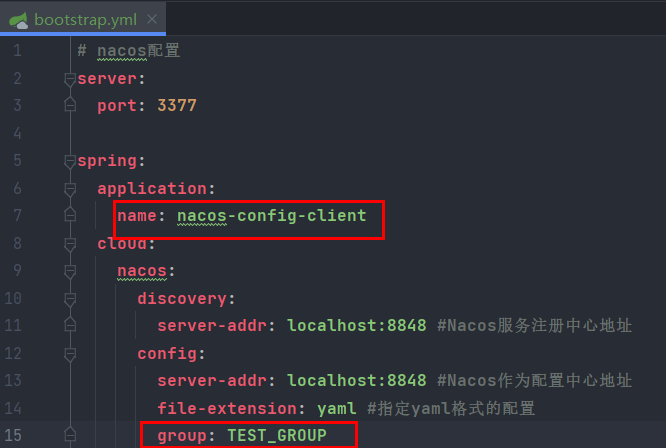 bootstrap.yml
1 # nacos配置
2 server:
3 port: 3377
4
5 spring:
6 application:
7 name: nacos-config-client
8 cloud:
9 nacos:
10 discovery:
11 server-addr: localhost:8848 #Nacos服务注册中心地址
12 config:
13 server-addr: localhost:8848 #Nacos作为配置中心地址
14 file-extension: yaml #指定yaml格式的配置
15 group: TEST_GROUP